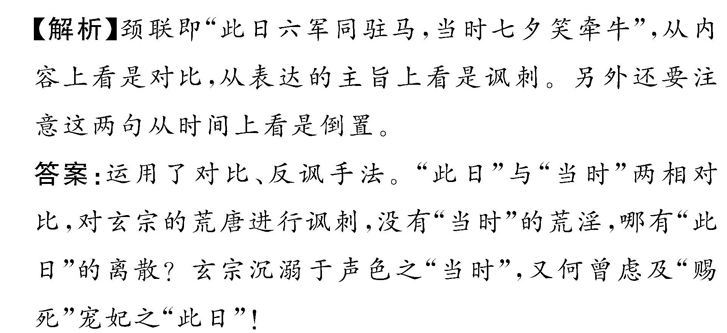 【解析】颈联即“此日六军同驻马,当时七夕笑牵牛”,从内
容上看是对比,从表达的主旨上看是讽刺。另外还要注
意这两句从时间上看是倒置。
答案:运用了对比、反讽手法。“此日”与“当时”两相对
比,对玄宗的荒唐进行讽刺,没有“当时”的荒淫,哪有“此
日”的离散?玄宗沉溺于声色之“当时”,又何曾虑及“赐
死”宠妃之“此日”!